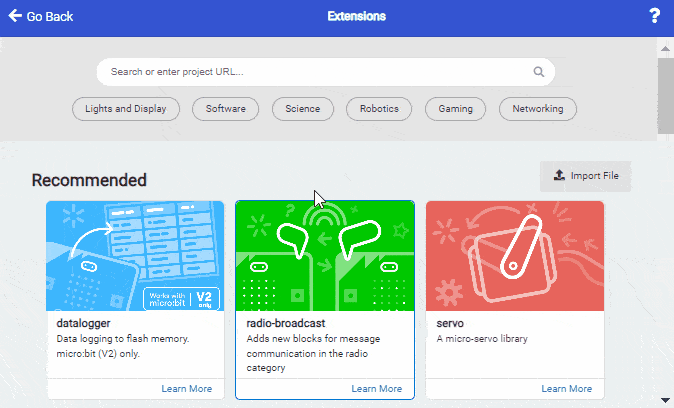 Go Back
Extensions
?
Search or enter project URL...
Lights and Display
Software
Science
Robotics
Gaming
Networking
Recommended
Import File
Works with
micro:bit
V2
only
datalogger
Data logging to flash memory.
micro:bit (V2) only.
Learn More
radio-broadcast
Adds new blocks for message
communication in the radio
category
Learn More
servo
A micro-servo library
Learn More